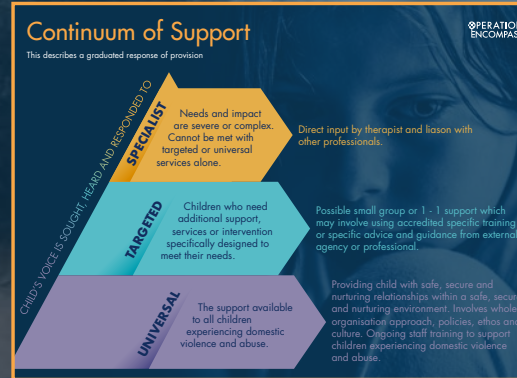 Continuum of Support
OPERATION
ENCOMPASS
This describes a graduated response of provision
CHILD'S VOICE IS SOUGHT, HEARD AND RESPONDED TO
SPECIALIST
Needs and impact
are severe or complex.
Cannot be met with
targeted or universal
services alone.
Direct input by therapist and liason with
other professionals.
TARGETED
Children who need
additional support,
services or intervention
specifically designed to
meet their needs.
Possible small group or 1 - 1 support which
may involve using accredited specific training
or specific advice and guidance from external
agency or professional.
UNIVERSAL
The support available
to all children
experiencing domestic
violence and abuse.
Providing child with safe, secure and
nurturing relationships within a safe, secure
and nurturing environment. Involves whole
organisation approach, policies, ethos and
culture. Ongoing staff training to support
children experiencing domestic violence
and abuse.